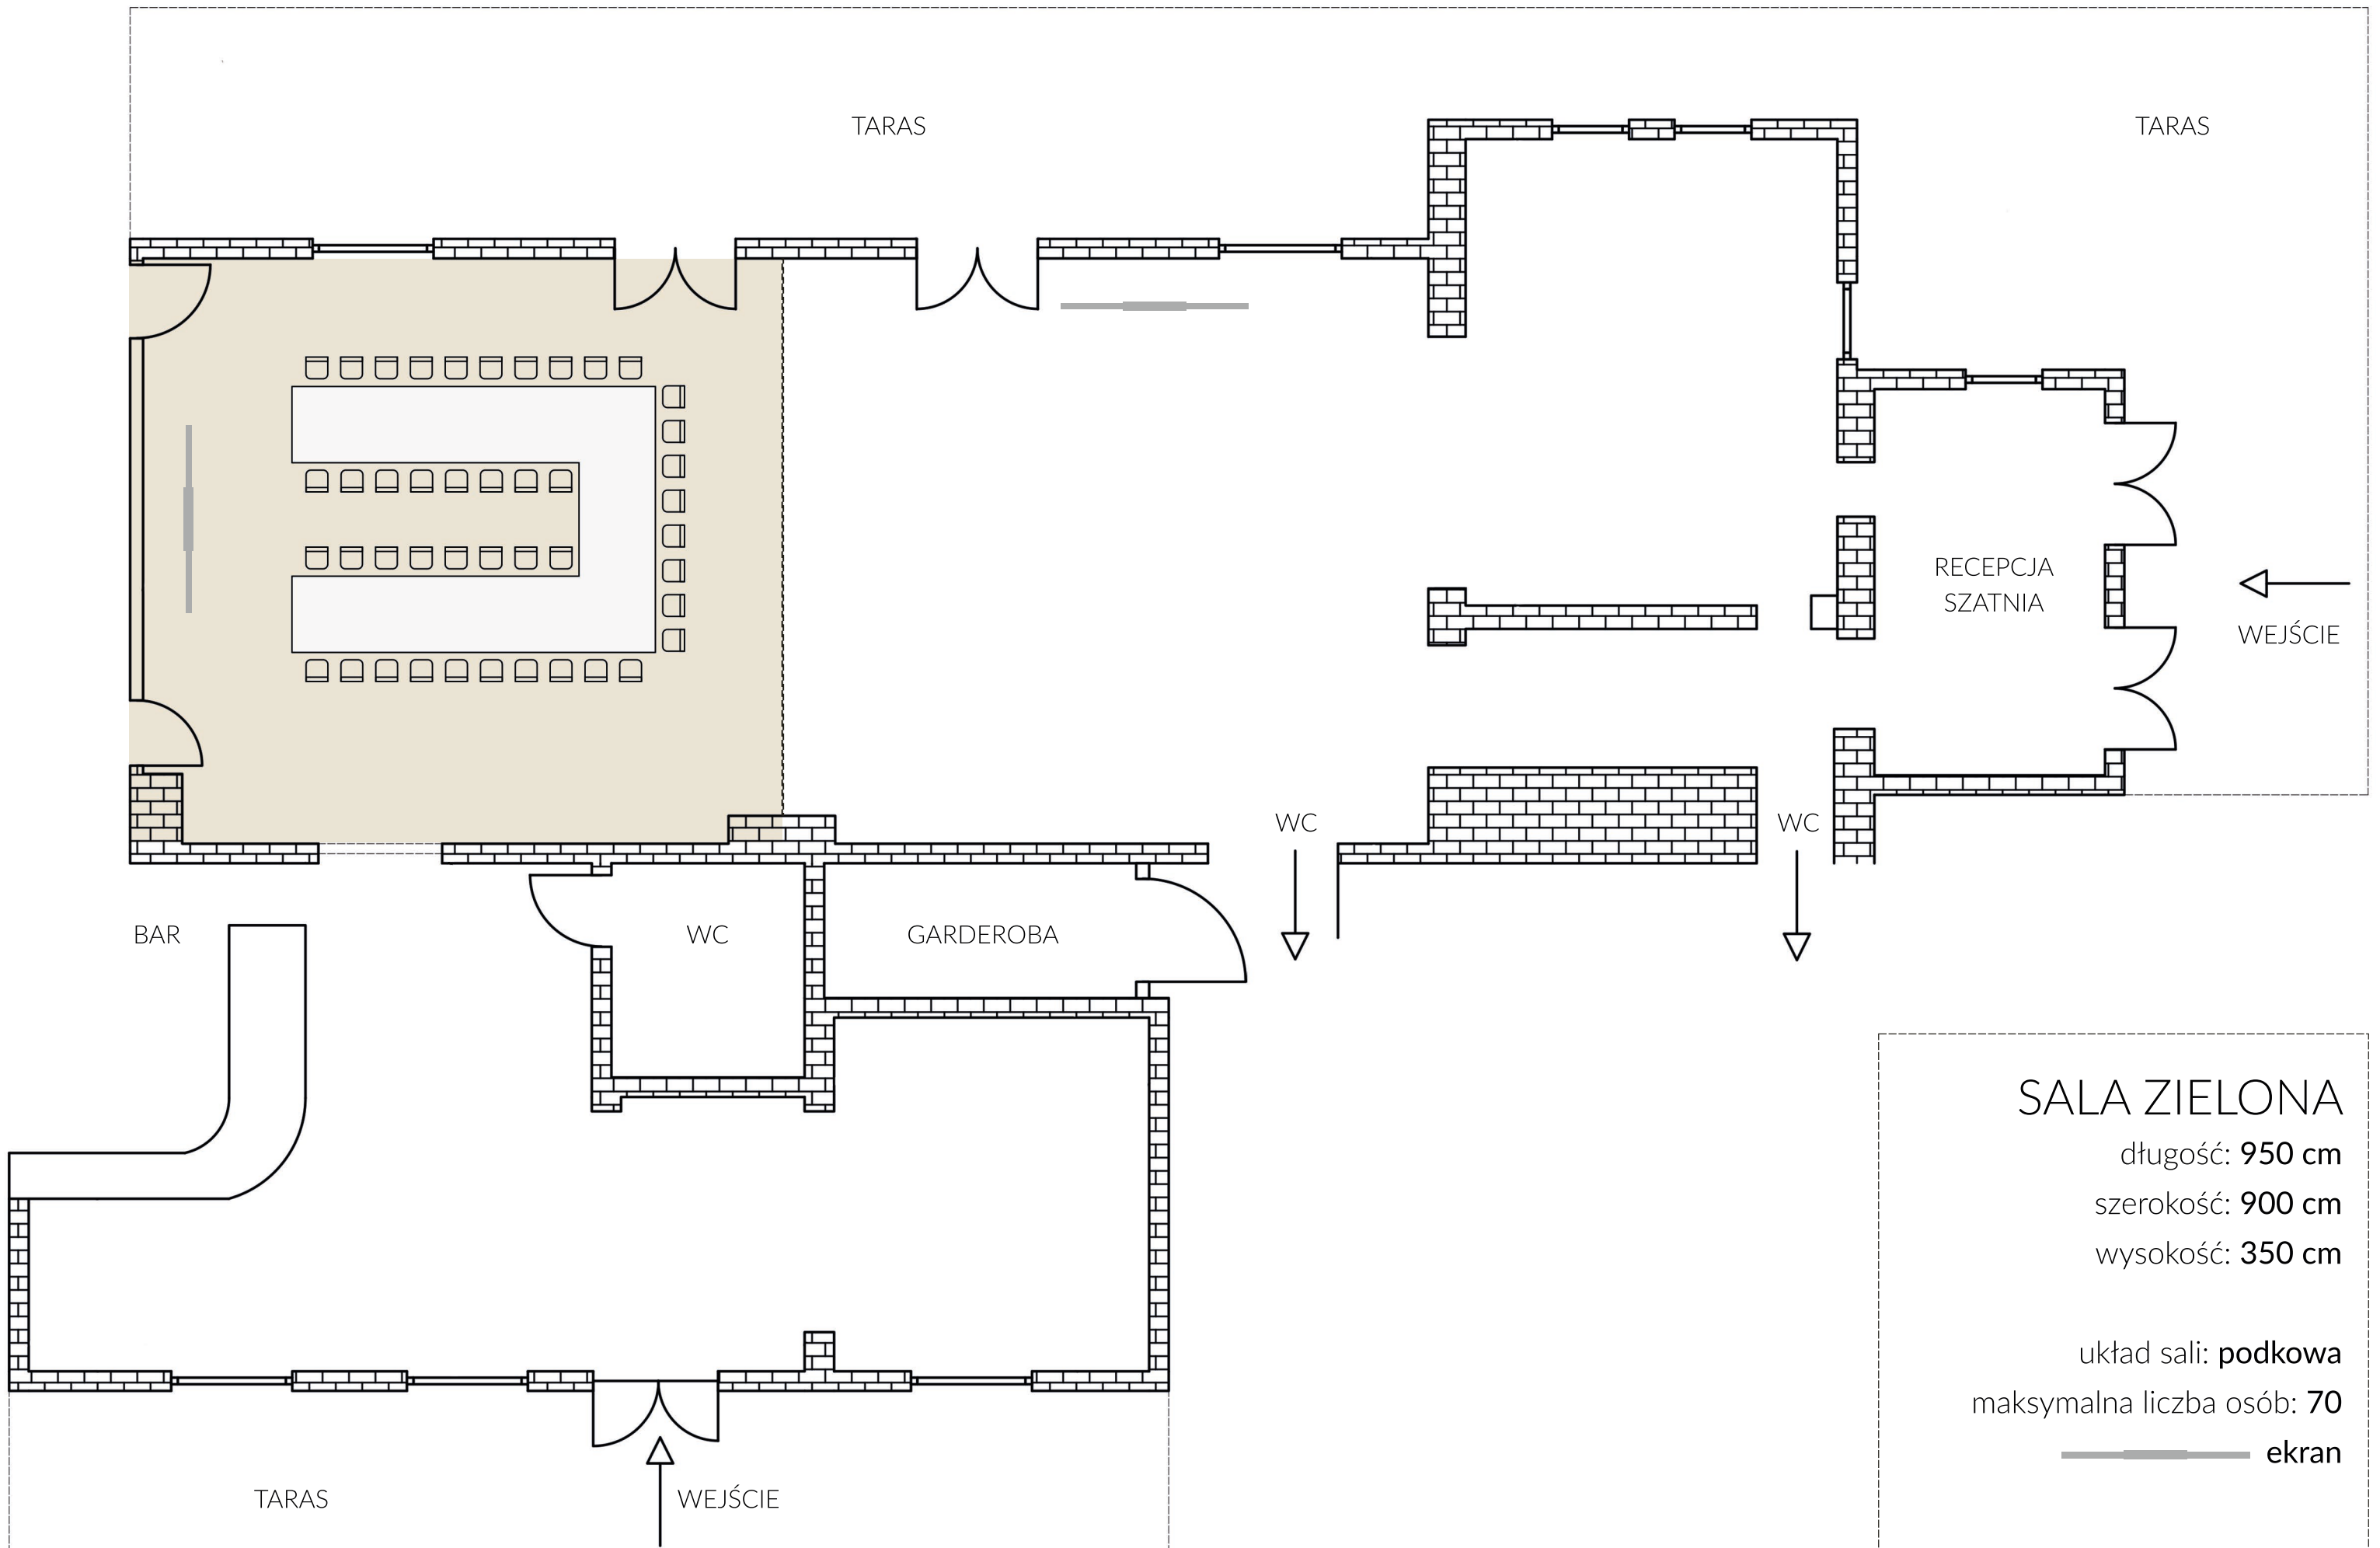 TARAS
TARAS
RECEPCJA
SZATNIA
WEJŚCIE
WC
WC
BAR
WC
GARDEROBA
SALA ZIELONA
długość: 950 cm
szerokość: 900 cm
wysokość: 350 cm
układ sali: podkowa
maksymalna liczba osób: 70
ekran
TARAS
WEJŚCIE